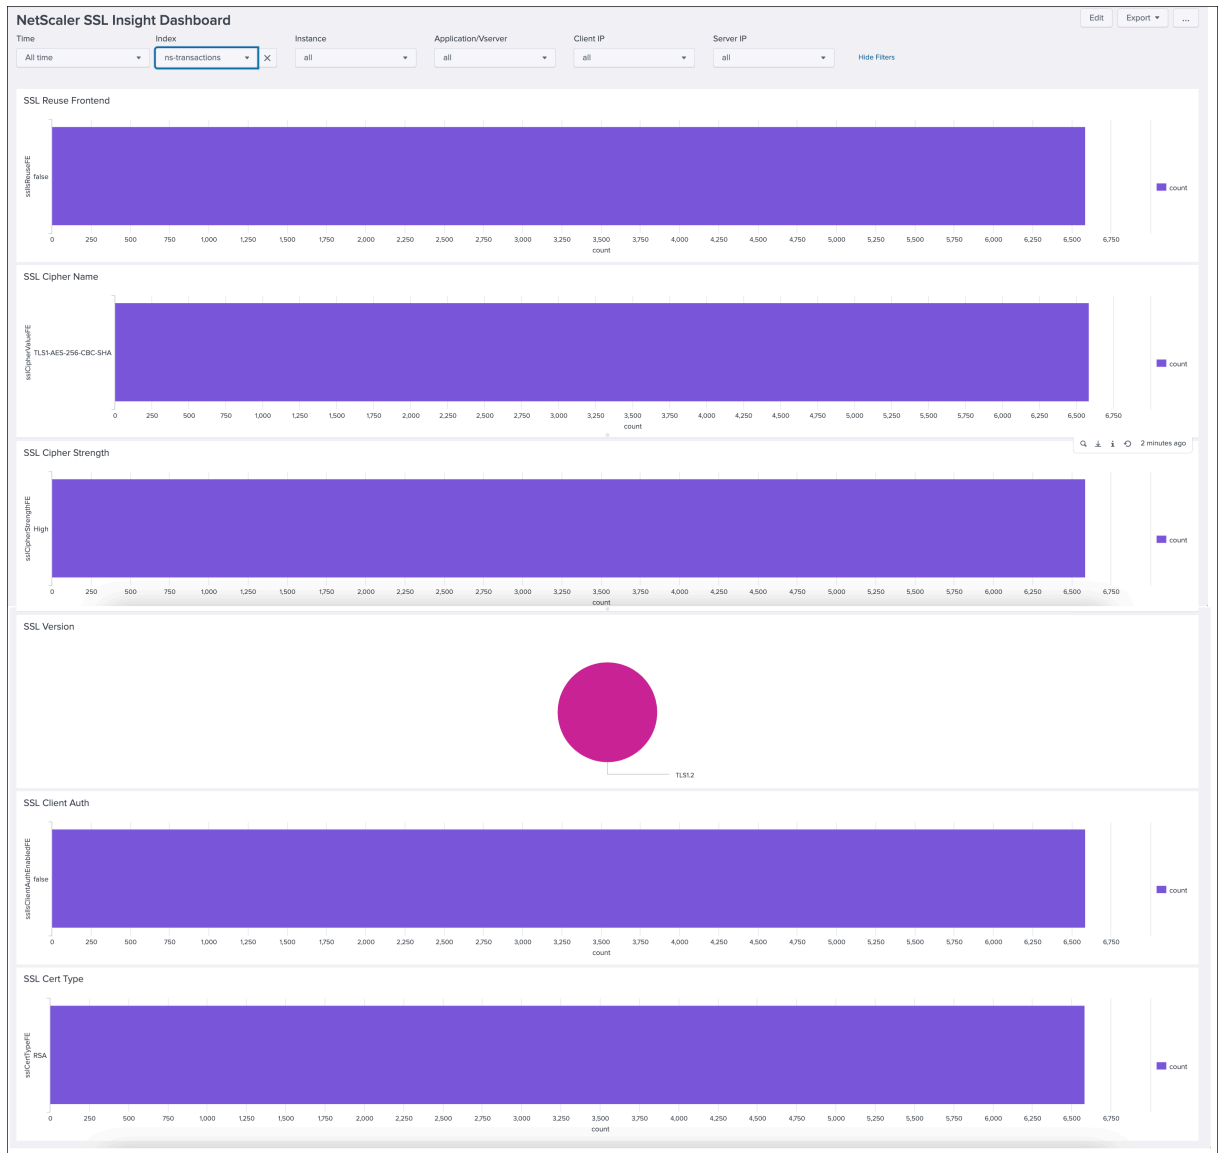 NetScaler SSL Insight Dashboard
Edit
Export
...
Time
Index
Instance
Application/Vserver
Client IP
Server IP
All time
ns-transactions
all
all
all
all
Hide Filters
SSL Reuse Frontend
sslIsReuseFE
false
count
0 250 500 750 1,000 1,250 1,500 1,750 2,000 2,250 2,500 2,750 3,000 3,250 3,500 3,750 4,000 4,250 4,500 4,750 5,000 5,250 5,500 5,750 6,000 6,250 6,500 6,750
count
SSL Cipher Name
sslCipherValueFE
TLS1-AES-256-CBC-SHA
count
0 250 500 750 1,000 1,250 1,500 1,750 2,000 2,250 2,500 2,750 3,000 3,250 3,500 3,750 4,000 4,250 4,500 4,750 5,000 5,250 5,500 5,750 6,000 6,250 6,500 6,750
count
2 minutes ago
SSL Cipher Strength
sslCipherStrengthFE
High
count
0 250 500 750 1,000 1,250 1,500 1,750 2,000 2,250 2,500 2,750 3,000 3,250 3,500 3,750 4,000 4,250 4,500 4,750 5,000 5,250 5,500 5,750 6,000 6,250 6,500 6,750
count
SSL Version
TLS1.2
SSL Client Auth
sslIsClientAuthEnabledFE
false
count
0 250 500 750 1,000 1,250 1,500 1,750 2,000 2,250 2,500 2,750 3,000 3,250 3,500 3,750 4,000 4,250 4,500 4,750 5,000 5,250 5,500 5,750 6,000 6,250 6,500 6,750
count
SSL Cert Type
sslCertTypeFE
RSA
count
0 250 500 750 1,000 1,250 1,500 1,750 2,000 2,250 2,500 2,750 3,000 3,250 3,500 3,750 4,000 4,250 4,500 4,750 5,000 5,250 5,500 5,750 6,000 6,250 6,500 6,750
count